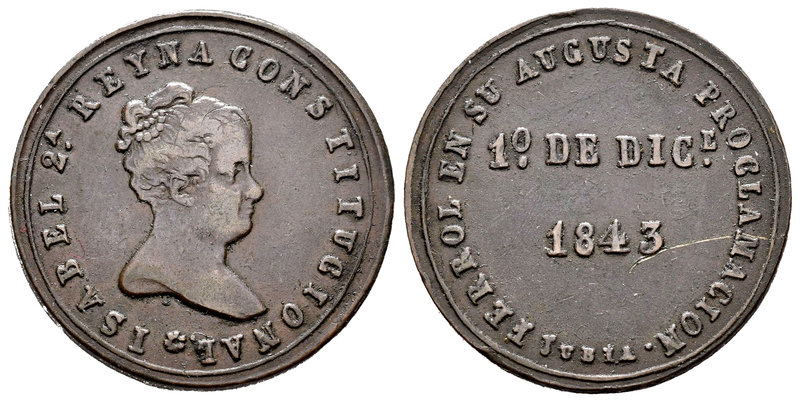 ISABEL 2ª. REYNA CONSTITUCIONAL
FERROL EN SU AUGUSTA PROCLAMACION.
1º. DE DICE.
1843
JUBIA